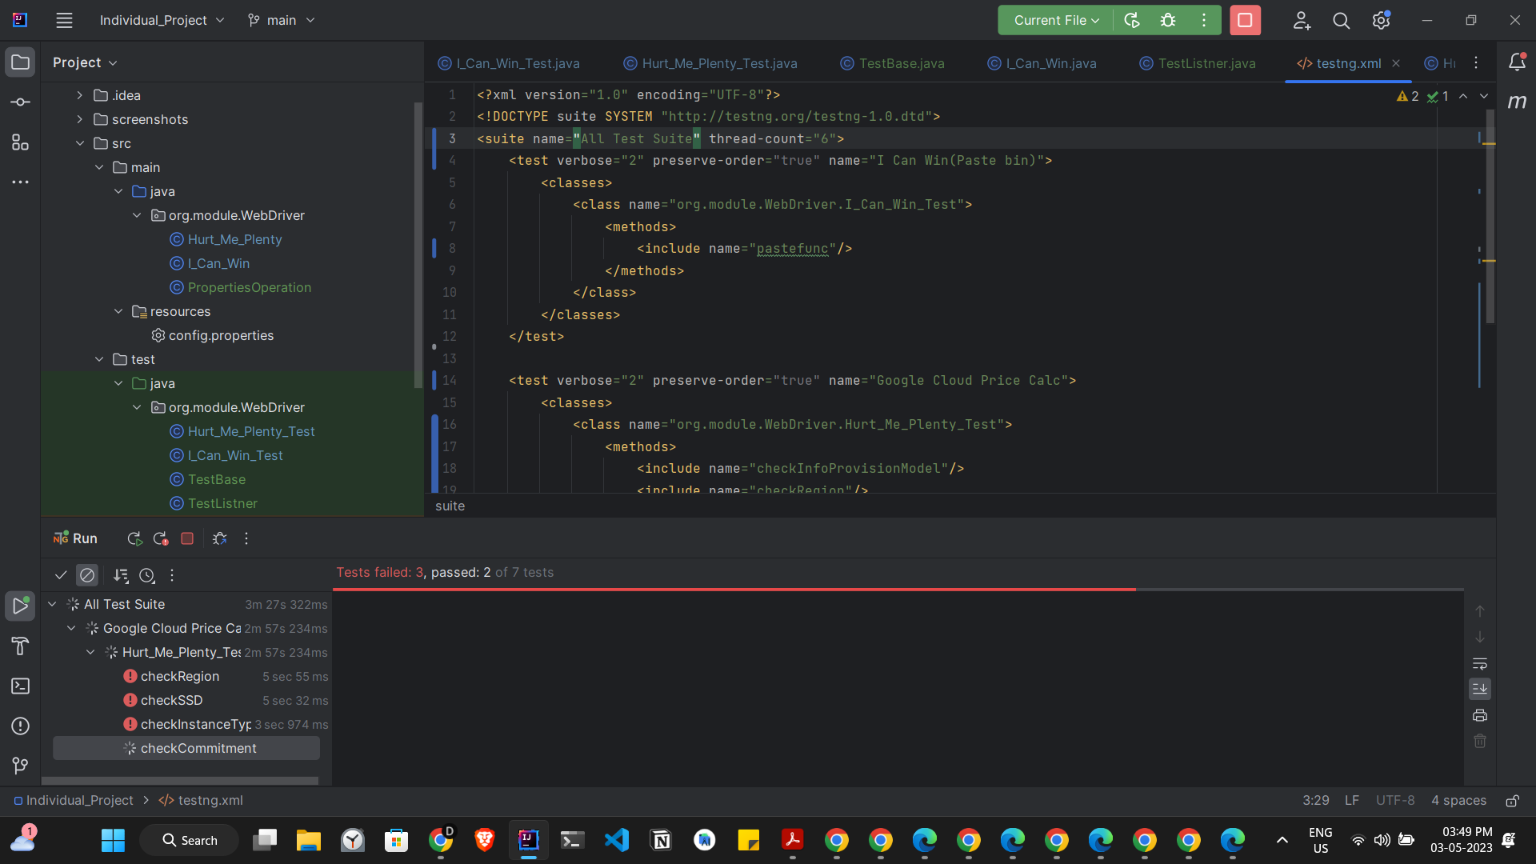 Individual_Project
main
Current File
Project
I_Can_Win_Test.java
Hurt_Me_Plenty_Test.java
TestBase.java
I_Can_Win.java
TestListner.java
testng.xml
.idea
screenshots
src
main
java
org.module.WebDriver
Hurt_Me_Plenty
I_Can_Win
PropertiesOperation
resources
config.properties
test
java
org.module.WebDriver
Hurt_Me_Plenty_Test
I_Can_Win_Test
TestBase
TestListner
2 1
1 <?xml version="1.0" encoding="UTF-8"?>
2 <!DOCTYPE suite SYSTEM "http://testng.org/testng-1.0.dtd">
3 <suite name="All Test Suite" thread-count="6">
4 <test verbose="2" preserve-order="true" name="I Can Win(Paste bin)">
5 <classes>
6 <class name="org.module.WebDriver.I_Can_Win_Test">
7 <methods>
8 <include name="pastefunc"/>
9 </methods>
10 </class>
11 </classes>
12 </test>
13
14 <test verbose="2" preserve-order="true" name="Google Cloud Price Calc">
15 <classes>
16 <class name="org.module.WebDriver.Hurt_Me_Plenty_Test">
17 <methods>
18 <include name="checkInfoProvisionModel"/>
19 <include name="checkRegion"/>
suite
Run
Tests failed: 3, passed: 2 of 7 tests
All Test Suite 3m 27s 322ms
Google Cloud Price Ca 2m 57s 234ms
Hurt_Me_Plenty_Tes 2m 57s 234ms
checkRegion 5 sec 55 ms
checkSSD 5 sec 32 ms
checkInstanceTyp 3 sec 974 ms
checkCommitment
Individual_Project > testng.xml
3:29 LF UTF-8 4 spaces
1
Search
ENG
US
03:49 PM
03-05-2023